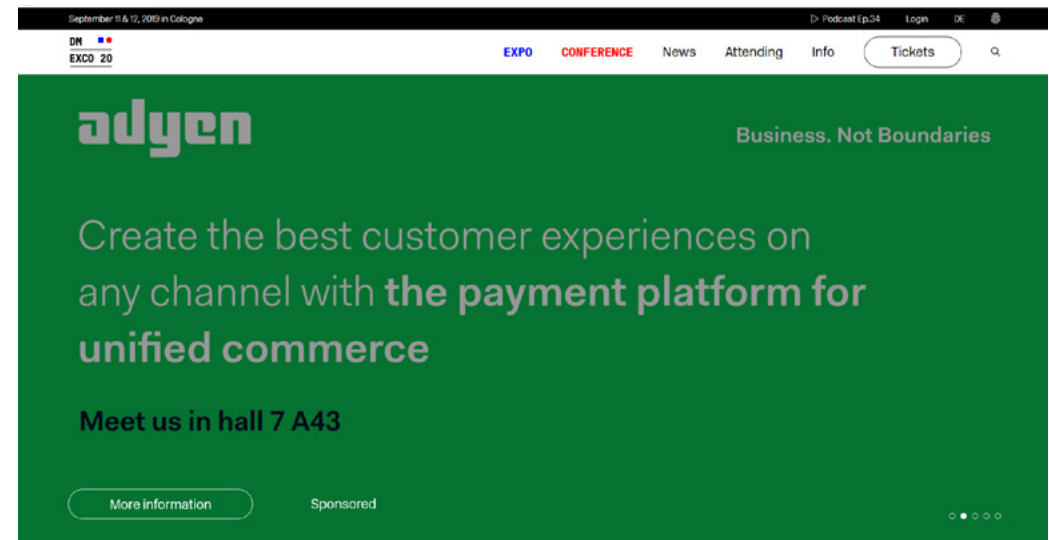 September 11 & 12, 2019 in Cologne
Podcast Ep.34 Login DE
DM
EXCO 20
EXPO CONFERENCE News Attending Info Tickets
adyen
Business. Not Boundaries
Create the best customer experiences on
any channel with the payment platform for
unified commerce
Meet us in hall 7 A43
More information Sponsored